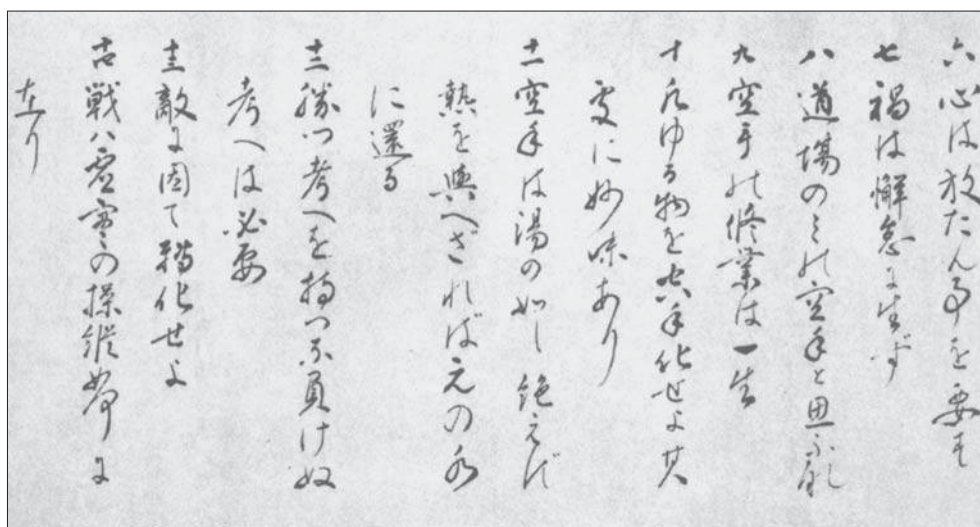 六 心は放たん事を要す
七 禍は懈怠に生ず
八 道場のみの空手と思ふな
九 空手の修業は一生
十 凡ゆる物を空手化せよ其
処に妙味あり
十一 空手は湯の如し絶えず
熱を與へざれば元の水
に還る
十二 勝つ考へを持つな負けぬ
考へは必要
十三 敵に因て轉化せよ
十四 戦は虚実の操縦如何に
在り